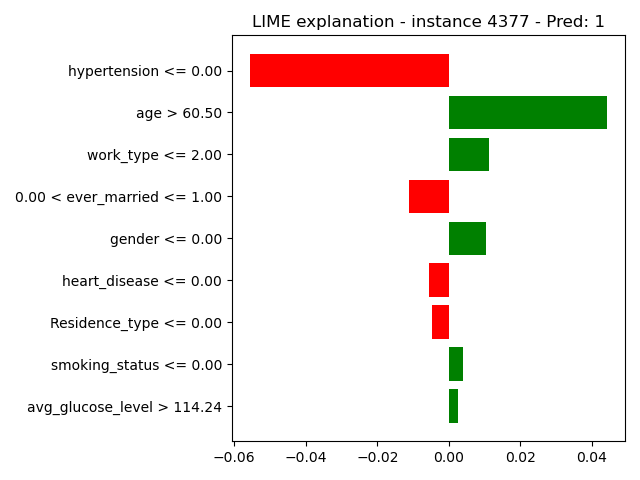 LIME explanation - instance 4377 - Pred: 1
hypertension <= 0.00
age > 60.50
work_type <= 2.00
0.00 < ever_married <= 1.00
gender <= 0.00
heart_disease <= 0.00
Residence_type <= 0.00
smoking_status <= 0.00
avg_glucose_level > 114.24
−0.06 −0.04 −0.02 0.00 0.02 0.04